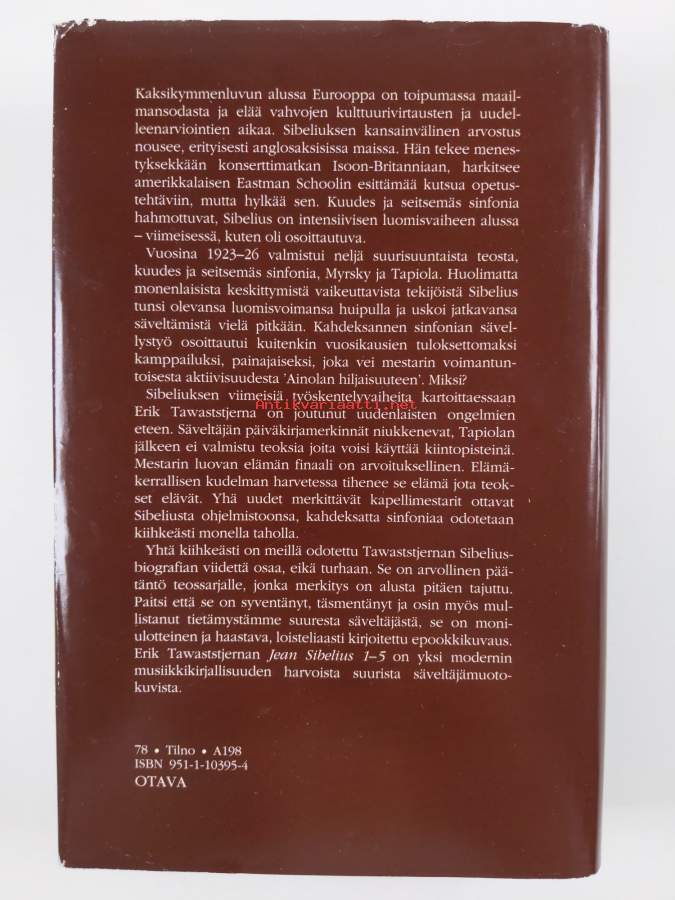 Kaksikymmenluvun alussa Eurooppa on toipumassa maail-
mansodasta ja elää vahvojen kulttuurivirtausten ja uudel-
leenarviointien aikaa. Sibeliuksen kansainvälinen arvostus
nousee, erityisesti anglosaksisissa maissa. Hän tekee menes-
tyksekkään konserttimatkan Isoon-Britanniaan, harkitsee
amerikkalaisen Eastman Schoolin esittämää kutsua opetus-
tehtäviin, mutta hylkää sen. Kuudes ja seitsemäs sinfonia
hahmottuvat, Sibelius on intensiivisen luomisvaiheen alussa
– viimeisessä, kuten oli osoittautuva.
Vuosina 1923–26 valmistui neljä suurisuuntaista teosta,
kuudes ja seitsemäs sinfonia, Myrsky ja Tapiola. Huolimatta
monenlaisista keskittymistä vaikeuttavista tekijöistä Sibelius
tunsi olevansa luomisvoimansa huipulla ja uskoi jatkavansa
säveltämistä vielä pitkään. Kahdeksannen sinfonian sävel-
lystyö osoittautui kuitenkin vuosikausien tuloksettomaksi
kamppailuksi, painajaiseksi, joka vei mestarin voimantun-
toisesta aktiivisuudesta 'Ainolan hiljaisuuteen'. Miksi?
Sibeliuksen viimeisiä työskentelyvaiheita kartoittaessaan
Antikvariaatti.net
Erik Tawaststjerna on joutunut uudenlaisten ongelmien
eteen. Säveltäjän päiväkirjamerkinnät niukkenevat, Tapiolan
jälkeen ei valmistu teoksia joita voisi käyttää kiintopisteinä.
Mestarin luovan elämän finaali on arvoituksellinen. Elämä-
kerrallisen kudelman harvetessa tihenee se elämä jota teok-
set elävät. Yhä uudet merkittävät kapellimestarit ottavat
Sibeliusta ohjelmistoonsa, kahdeksatta sinfoniaa odotetaan
kiihkeästi monella taholla.
Yhtä kiihkeästi on meillä odotettu Tawaststjernan Sibelius-
biografian viidettä osaa, eikä turhaan. Se on arvollinen pää-
täntö teossarjalle, jonka merkitys on alusta pitäen tajuttu.
Paitsi että se on syventänyt, täsmentänyt ja osin myös mul-
listanut tietämystämme suuresta säveltäjästä, se on moni-
ulotteinen ja haastava, loisteliaasti kirjoitettu epookkikuvaus.
Erik Tawaststjernan Jean Sibelius 1–5 on yksi modernin
musiikkikirjallisuuden harvoista suurista säveltäjämuoto-
kuvista.
78 • Tilno • A198
ISBN 951-1-10395-4
OTAVA